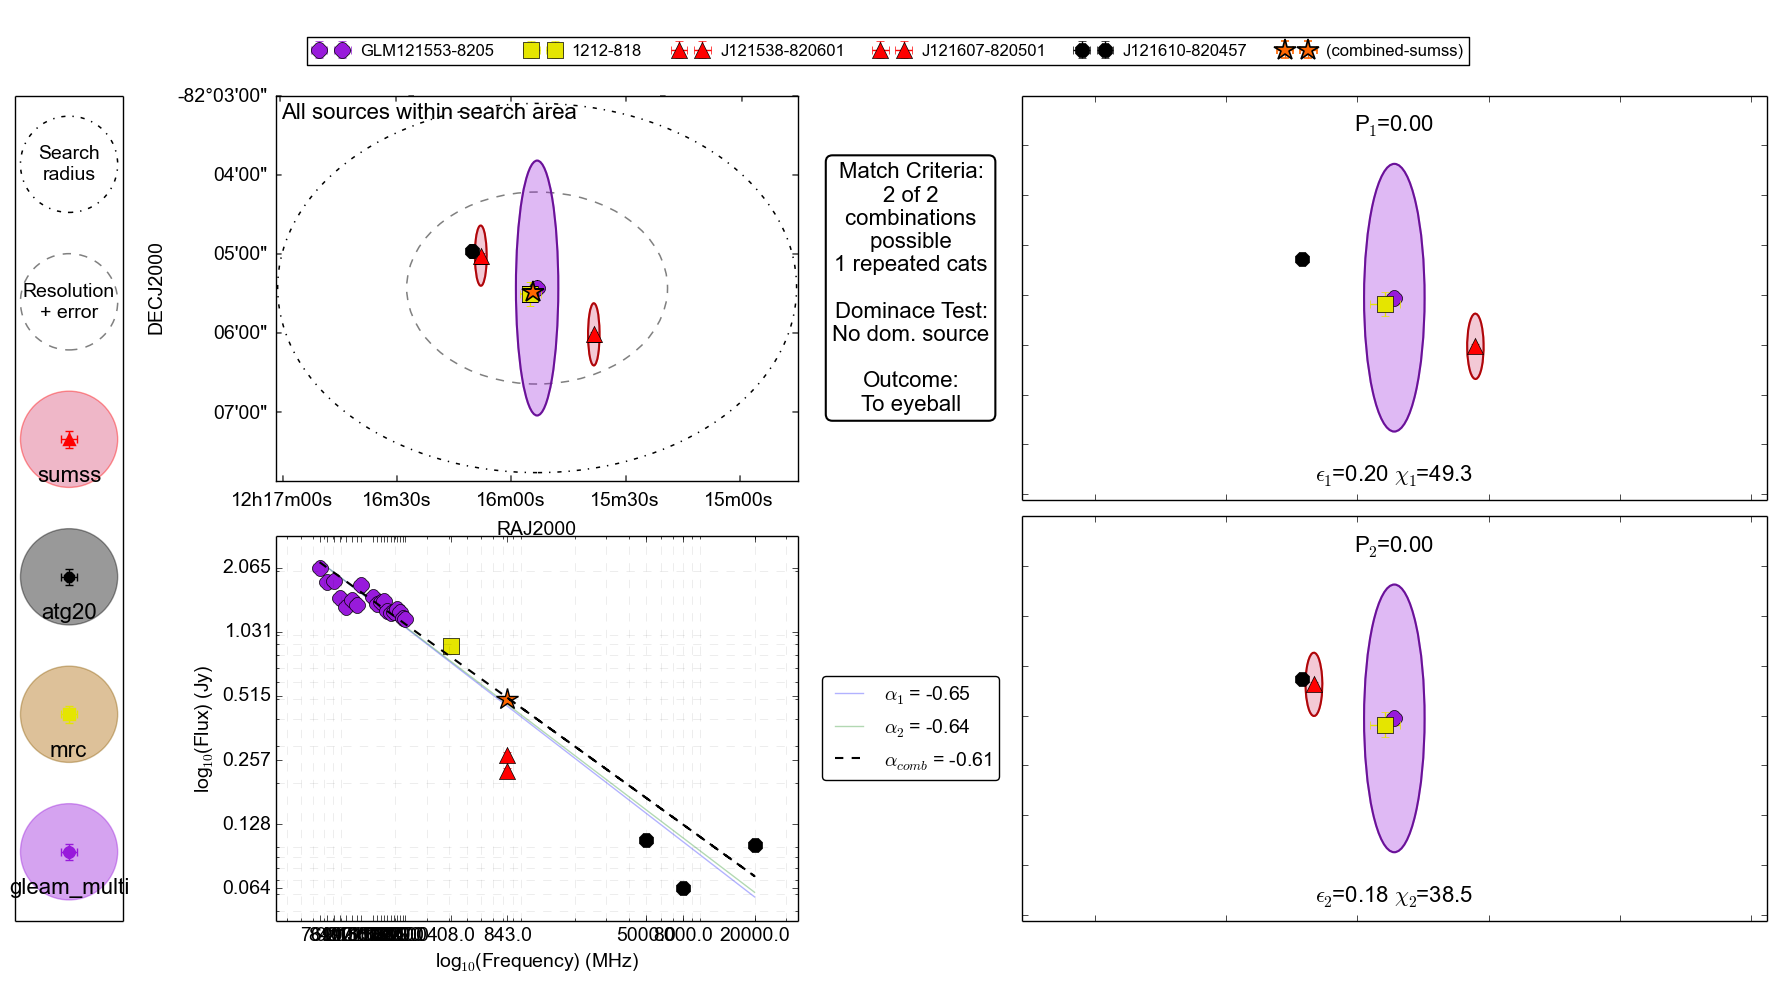 GLM121553-8205 1212-818 J121538-820601 J121607-820501 J121610-820457 (combined-sumss)
Search
radius
Resolution
+ error
sumss
atg20
mrc
gleam_multi
All sources within search area
-82°03'00"
04'00"
05'00"
06'00"
07'00"
DECJ2000
12h17m00s 16m30s 16m00s 15m30s 15m00s
RAJ2000
Match Criteria:
2 of 2
combinations
possible
1 repeated cats
Dominace Test:
No dom. source
Outcome:
To eyeball
P₁=0.00
ϵ₁=0.20 χ₁=49.3
P₂=0.00
ϵ₂=0.18 χ₂=38.5
2.065
1.031
0.515
0.257
0.128
0.064
log₁₀(Flux) (Jy)
408.0 843.0 5000.0 8000.0 20000.0
log₁₀(Frequency) (MHz)
α₁ = -0.65
α₂ = -0.64
α_comb = -0.61